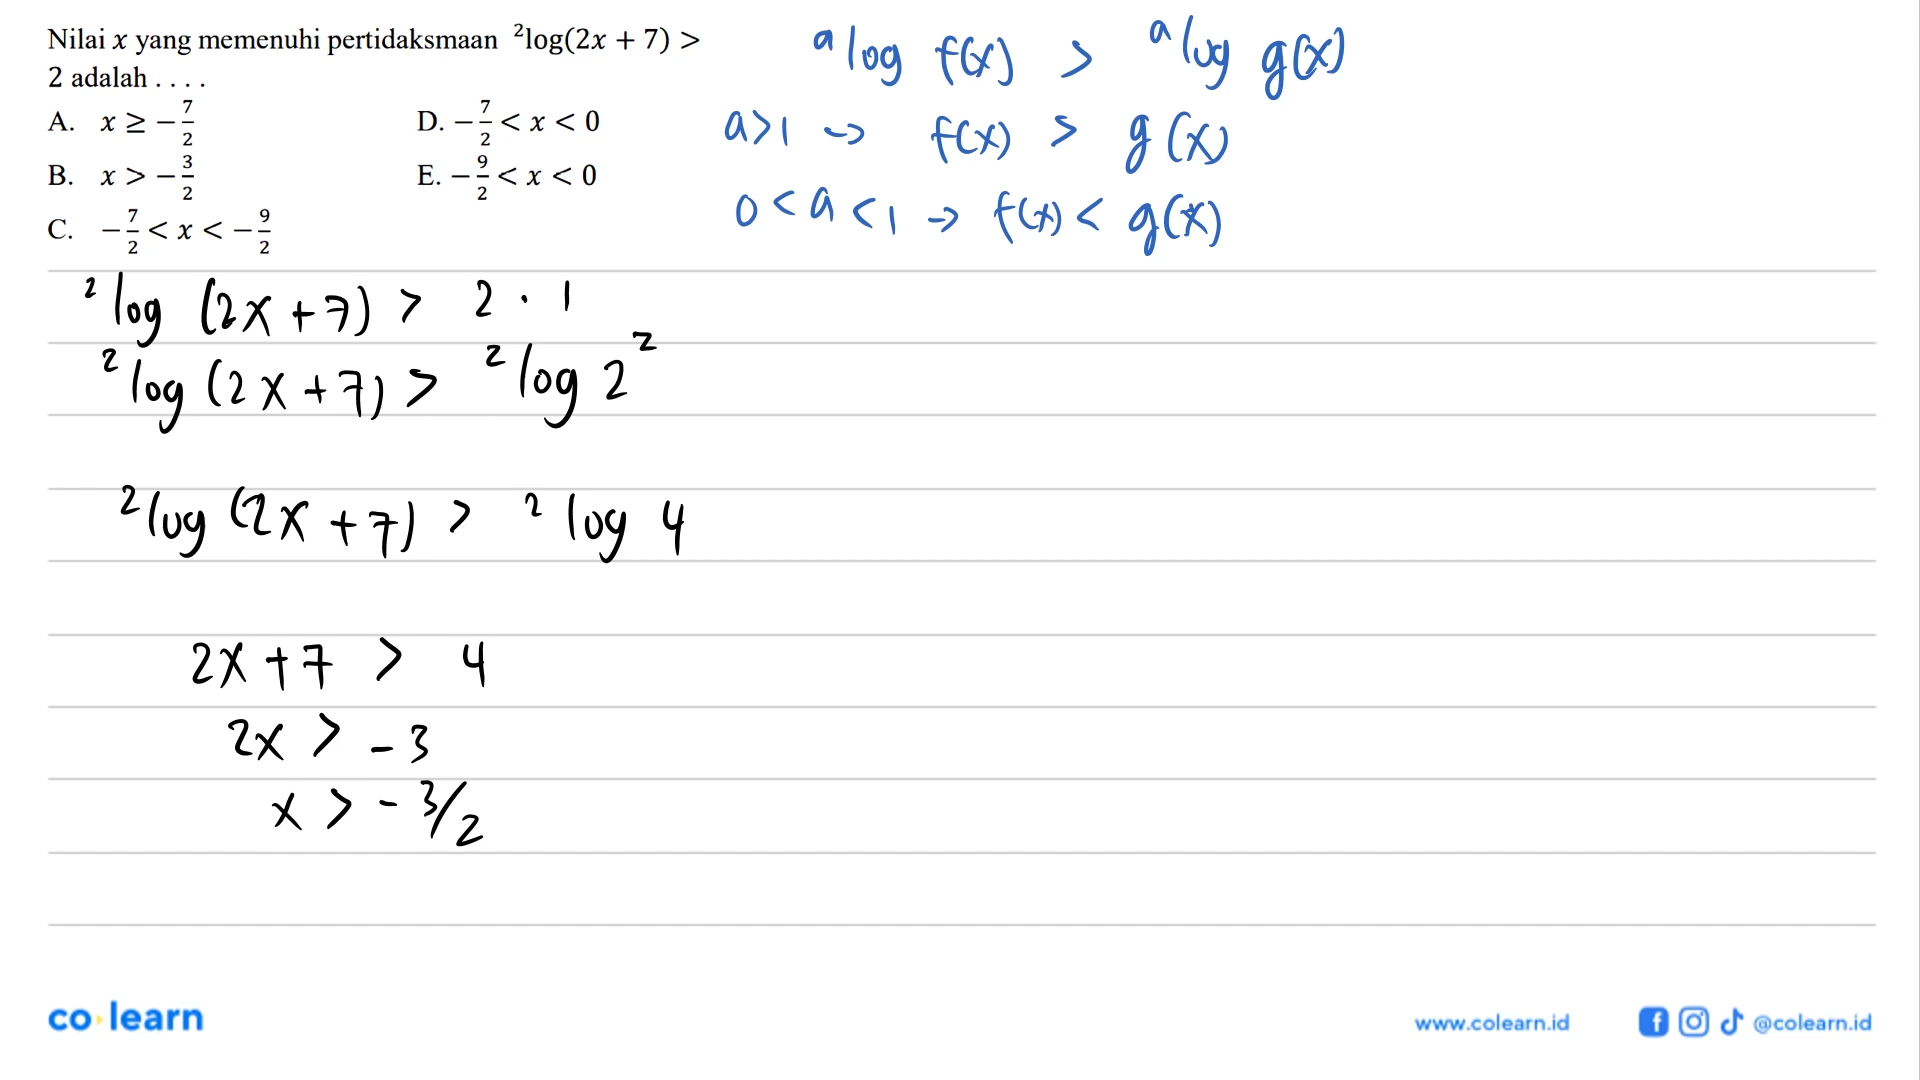 Nilai x yang memenuhi pertidaksmaan ²log(2x + 7) >
2 adalah . . . .
A. x ≥ −7/2
B. x > −3/2
C. −7/2 < x < −9/2
D. −7/2 < x < 0
E. −9/2 < x < 0
ᵃlog f(x) > ᵃlog g(x)
a>1 → f(x) > g(x)
0<a<1 → f(x) < g(x)
²log (2x+7) > 2 · 1
²log (2x+7) > ²log 2²
²log (2x+7) > ²log 4
2x+7 > 4
2x > -3
x > - 3/2
co learn
www.colearn.id
@colearn.id